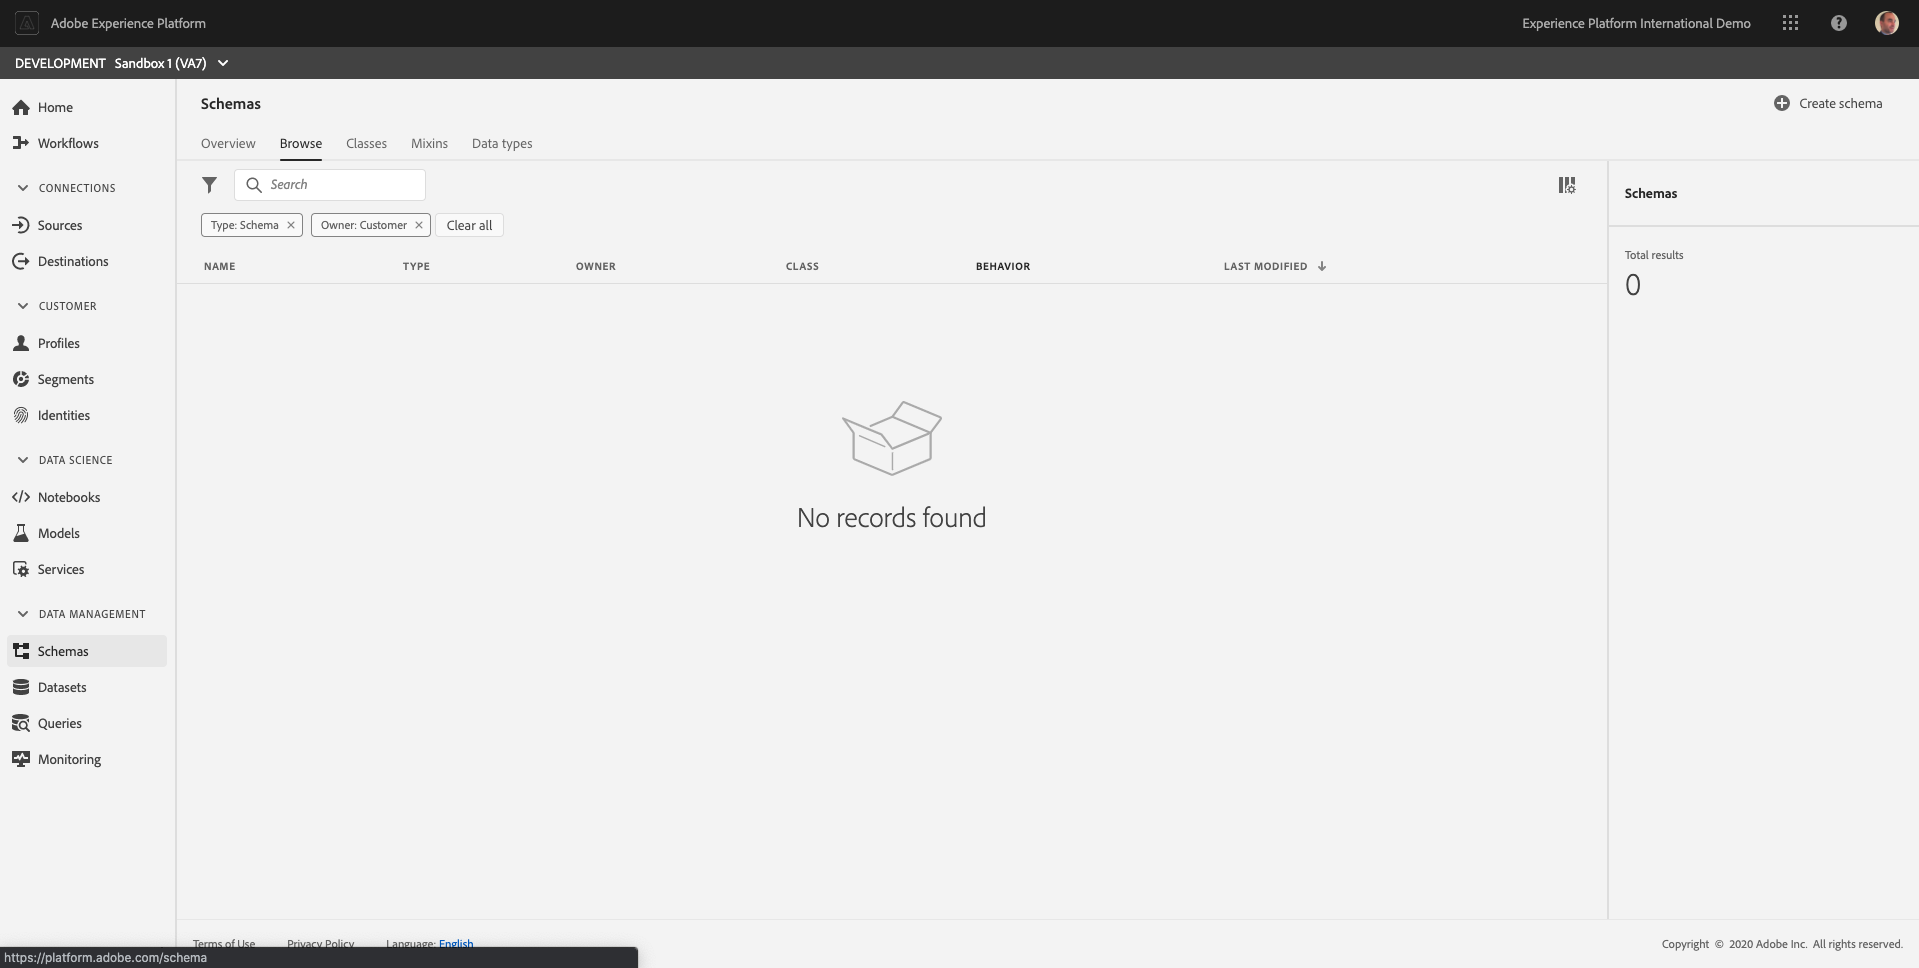 Adobe Experience Platform
Experience Platform International Demo
DEVELOPMENT Sandbox 1 (VA7)
Home
Workflows
CONNECTIONS
Sources
Destinations
CUSTOMER
Profiles
Segments
Identities
DATA SCIENCE
Notebooks
Models
Services
DATA MANAGEMENT
Schemas
Datasets
Queries
Monitoring
Schemas
Create schema
Overview Browse Classes Mixins Data types
Search
Type: Schema Owner: Customer Clear all
NAME TYPE OWNER CLASS BEHAVIOR LAST MODIFIED
No records found
Schemas
Total results
0
Terms of Use Privacy Policy Language: English
Copyright © 2020 Adobe Inc. All rights reserved.
https://platform.adobe.com/schema